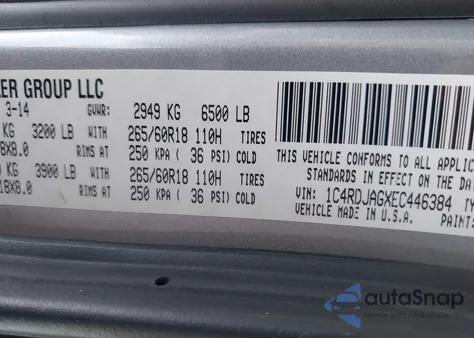 LER GROUP LLC
3-14 GVWR: 2949 KG 6500 LB
KG 3200 LB WITH 265/60R18 110H TIRES
8X8.0 RIMS AT 250 KPA ( 36 PSI) COLD
KG 3900 LB WITH 265/60R18 110H TIRES
18X8.0 RIMS AT 250 KPA ( 36 PSI) COLD
THIS VEHICLE CONFORMS TO ALL APPLIC
STANDARDS IN EFFECT ON THE DA
VIN: 1C4RDJAGXEC446384 TY
VEHICLE MADE IN U.S.A. PAINT:
autoSnap